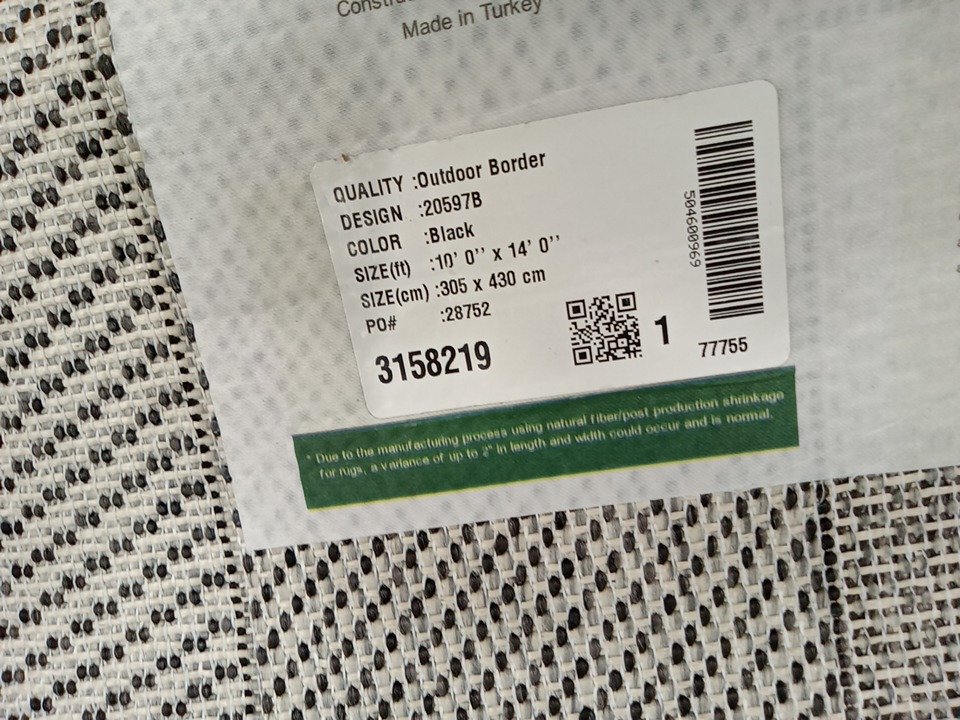 Made in Turkey
QUALITY :Outdoor Border
DESIGN :20597B
COLOR :Black
SIZE(ft) :10' 0'' x 14' 0''
SIZE(cm) :305 x 430 cm
PO# :28752
3158219
1
504600969
77755
* Due to the manufacturing process using natural fiber/post production shrinkage
for rugs, a variance of up to 2" in length and width could occur and is normal.